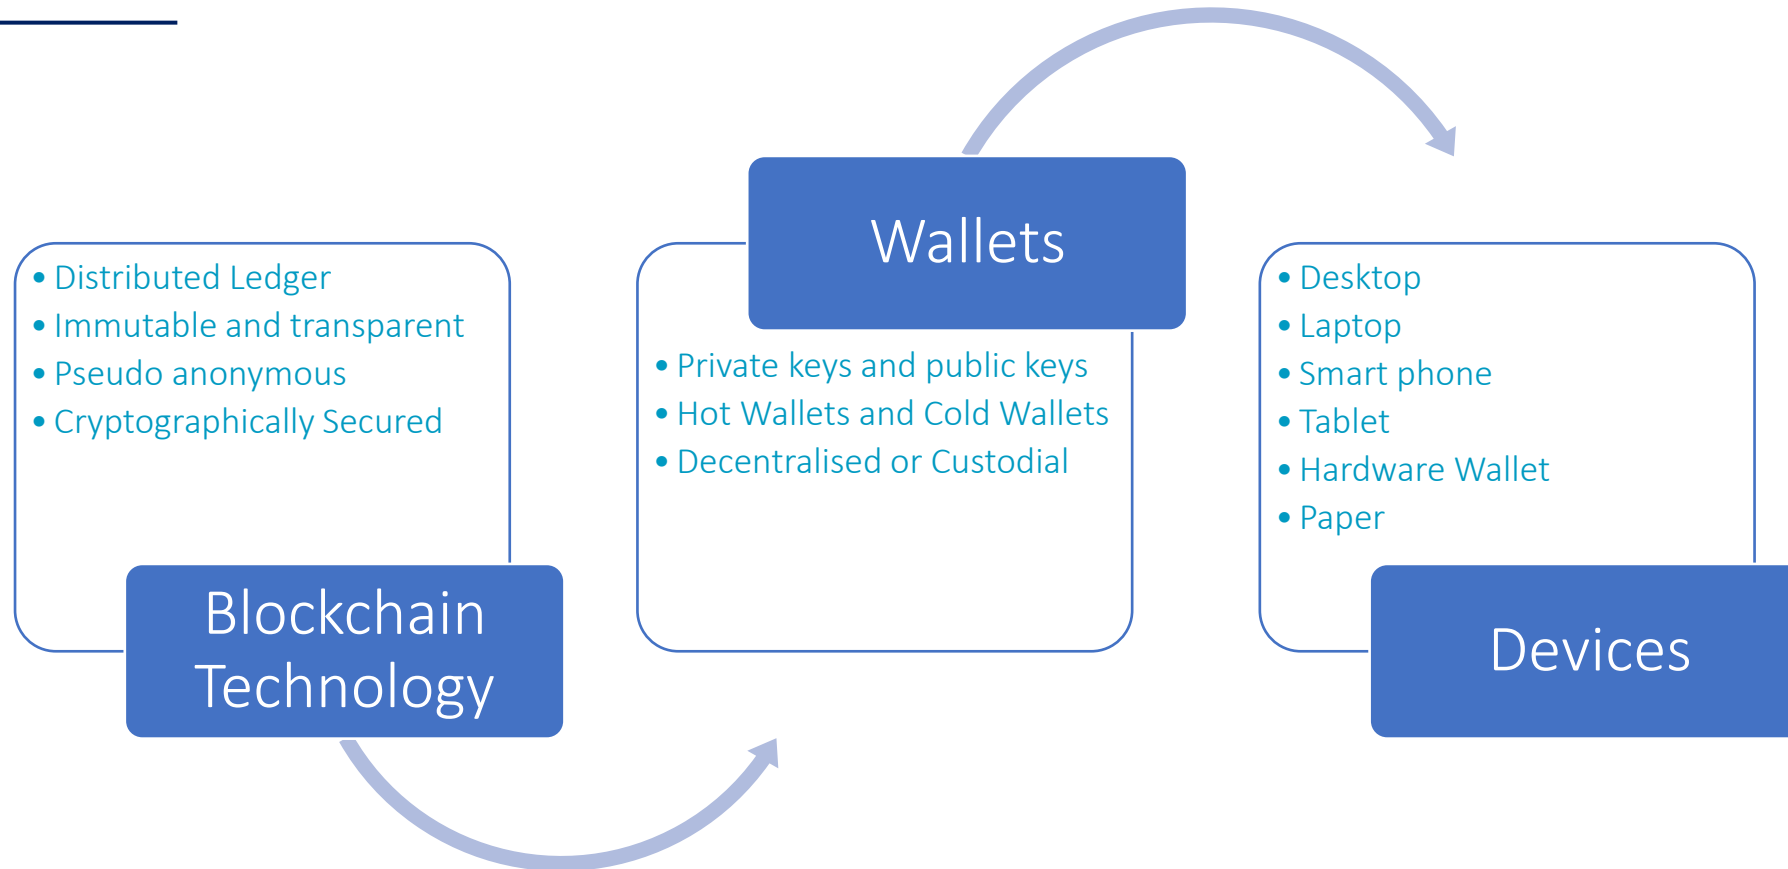 • Distributed Ledger
• Immutable and transparent
• Pseudo anonymous
• Cryptographically Secured
Blockchain
Technology
Wallets
• Private keys and public keys
• Hot Wallets and Cold Wallets
• Decentralised or Custodial
• Desktop
• Laptop
• Smart phone
• Tablet
• Hardware Wallet
• Paper
Devices